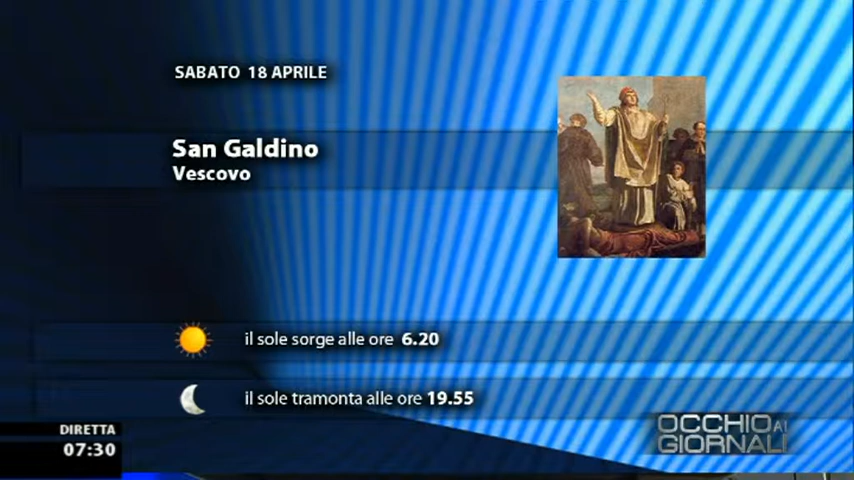 SABATO 18 APRILE
San Galdino
Vescovo
il sole sorge alle ore 6.20
il sole tramonta alle ore 19.55
DIRETTA
07:30
OCCHIO AI
GIORNALI